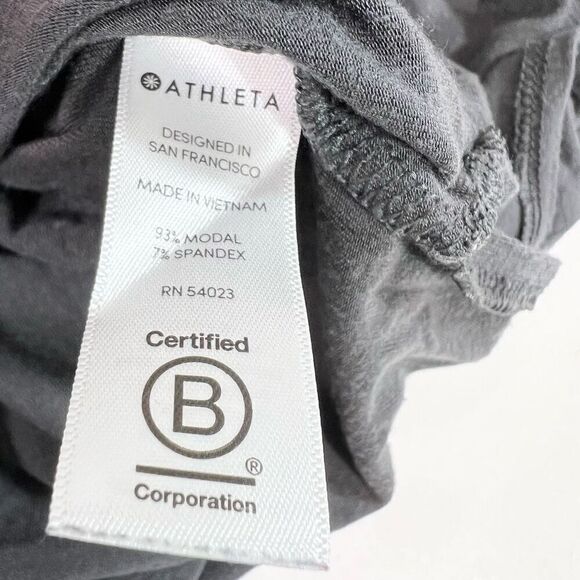 ATHLETA
DESIGNED IN
SAN FRANCISCO
MADE IN VIETNAM
93% MODAL
7% SPANDEX
RN 54023
Certified
B
®
Corporation